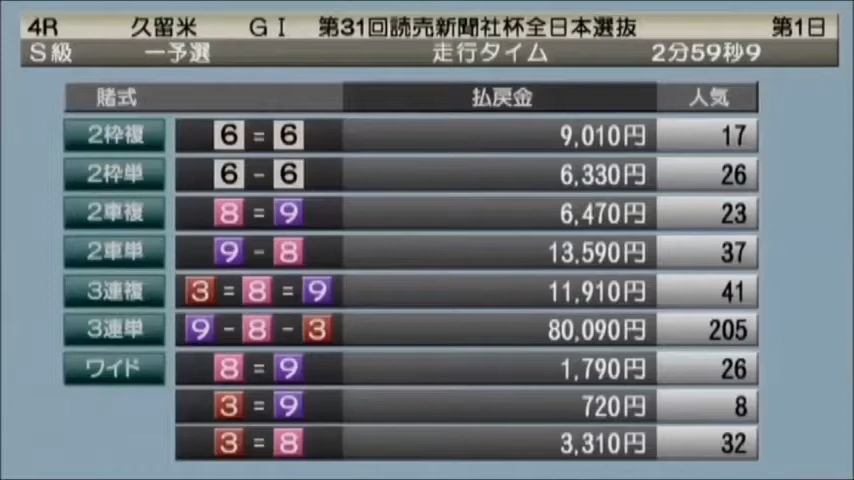 4R 久留米 GI 第31回読売新聞社杯全日本選抜 第1日
S級 一予選 走行タイム 2分59秒9
賭式 払戻金 人気
2枠複 6 = 6 9,010円 17
2枠単 6 - 6 6,330円 26
2車複 8 = 9 6,470円 23
2車単 9 - 8 13,590円 37
3連複 3 = 8 = 9 11,910円 41
3連単 9 - 8 - 3 80,090円 205
ワイド 8 = 9 1,790円 26
3 = 9 720円 8
3 = 8 3,310円 32